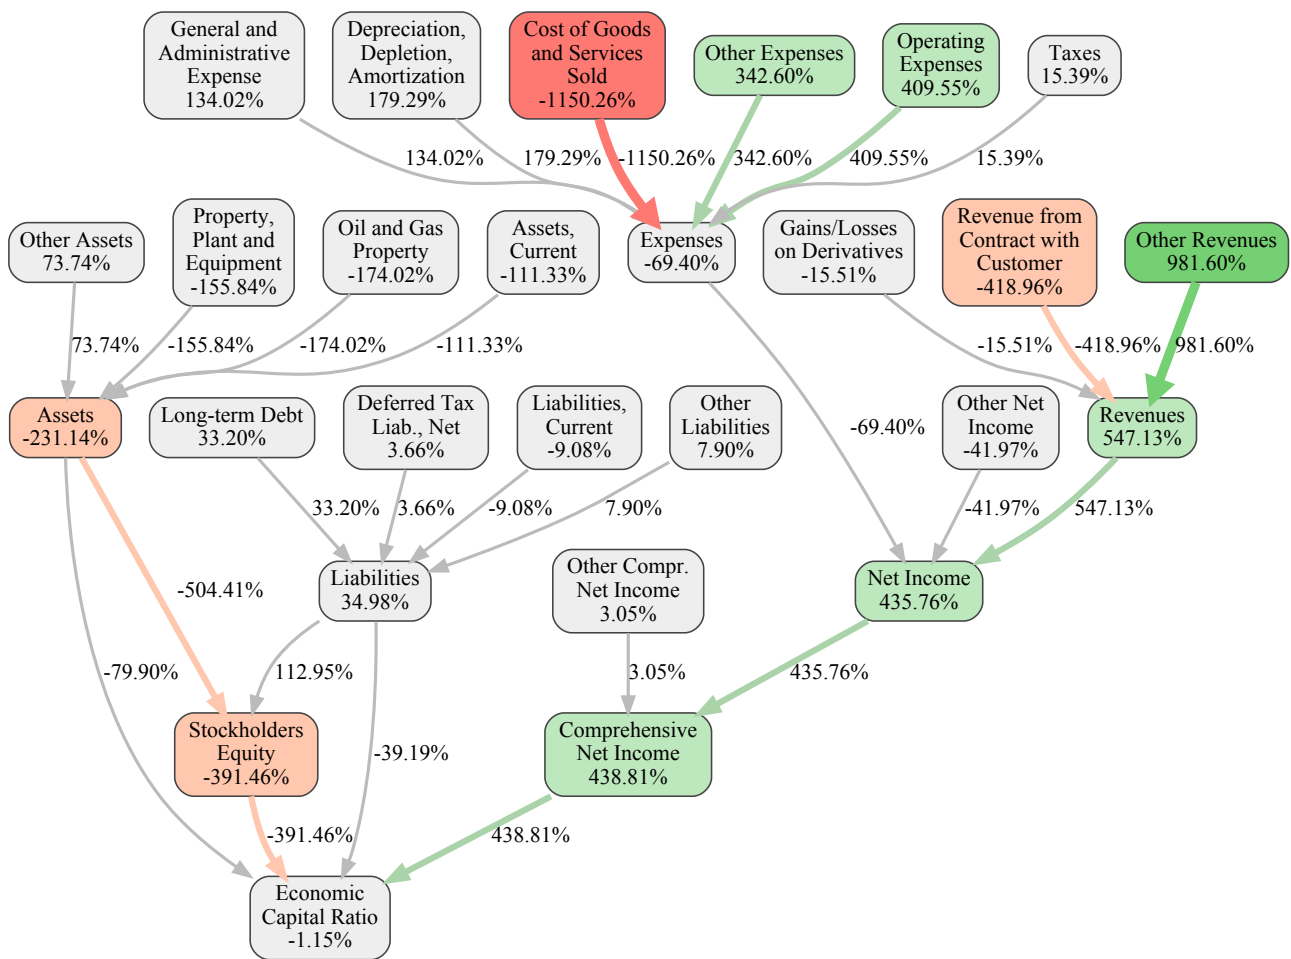 General and
Administrative
Expense
134.02%
Depreciation,
Depletion,
Amortization
179.29%
Cost of Goods
and Services
Sold
-1150.26%
Other Expenses
342.60%
Operating
Expenses
409.55%
Taxes
15.39%
134.02%
179.29%
-1150.26%
342.60%
409.55%
15.39%
Other Assets
73.74%
Property,
Plant and
Equipment
-155.84%
Oil and Gas
Property
-174.02%
Assets,
Current
-111.33%
Expenses
-69.40%
Gains/Losses
on Derivatives
-15.51%
Revenue from
Contract with
Customer
-418.96%
Other Revenues
981.60%
73.74%
-155.84%
-174.02%
-111.33%
-15.51%
-418.96%
981.60%
Assets
-231.14%
Long-term Debt
33.20%
Deferred Tax
Liab., Net
3.66%
Liabilities,
Current
-9.08%
Other
Liabilities
7.90%
-69.40%
Other Net
Income
-41.97%
Revenues
547.13%
33.20%
3.66%
-9.08%
7.90%
-41.97%
547.13%
-504.41%
Liabilities
34.98%
Other Compr.
Net Income
3.05%
Net Income
435.76%
-79.90%
112.95%
-39.19%
3.05%
435.76%
Stockholders
Equity
-391.46%
Comprehensive
Net Income
438.81%
-391.46%
438.81%
Economic
Capital Ratio
-1.15%